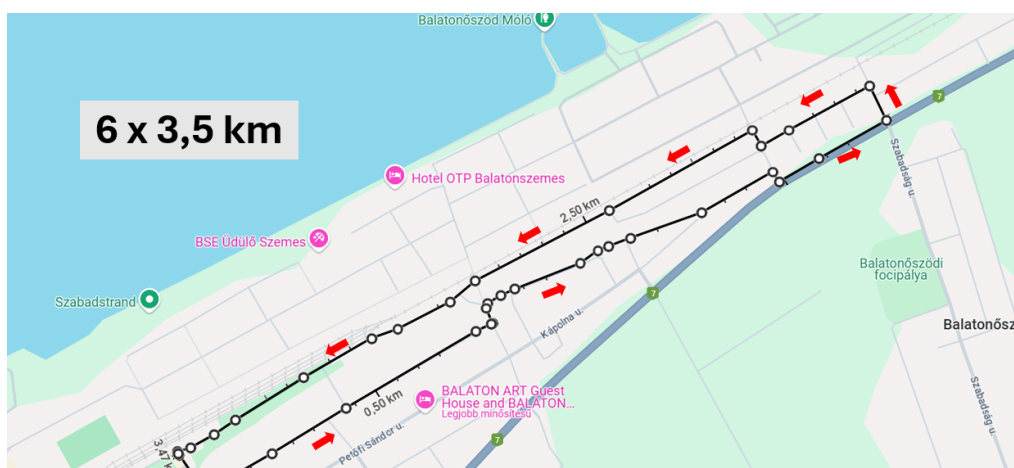 Balatonőszöd Móló
7
6 x 3,5 km
Hotel OTP Balatonszemes
2,50 km
Szabadság u.
BSE Üdülő Szemes
Balatonőszödi
focipálya
Szabadstrand
7
Kápolna u.
Balatonősz
BALATON ART Guest
House and BALATON...
Legjobb minősítésű
0,50 km
Szabadság u.
Petőfi Sándor u.
7
3,47 k